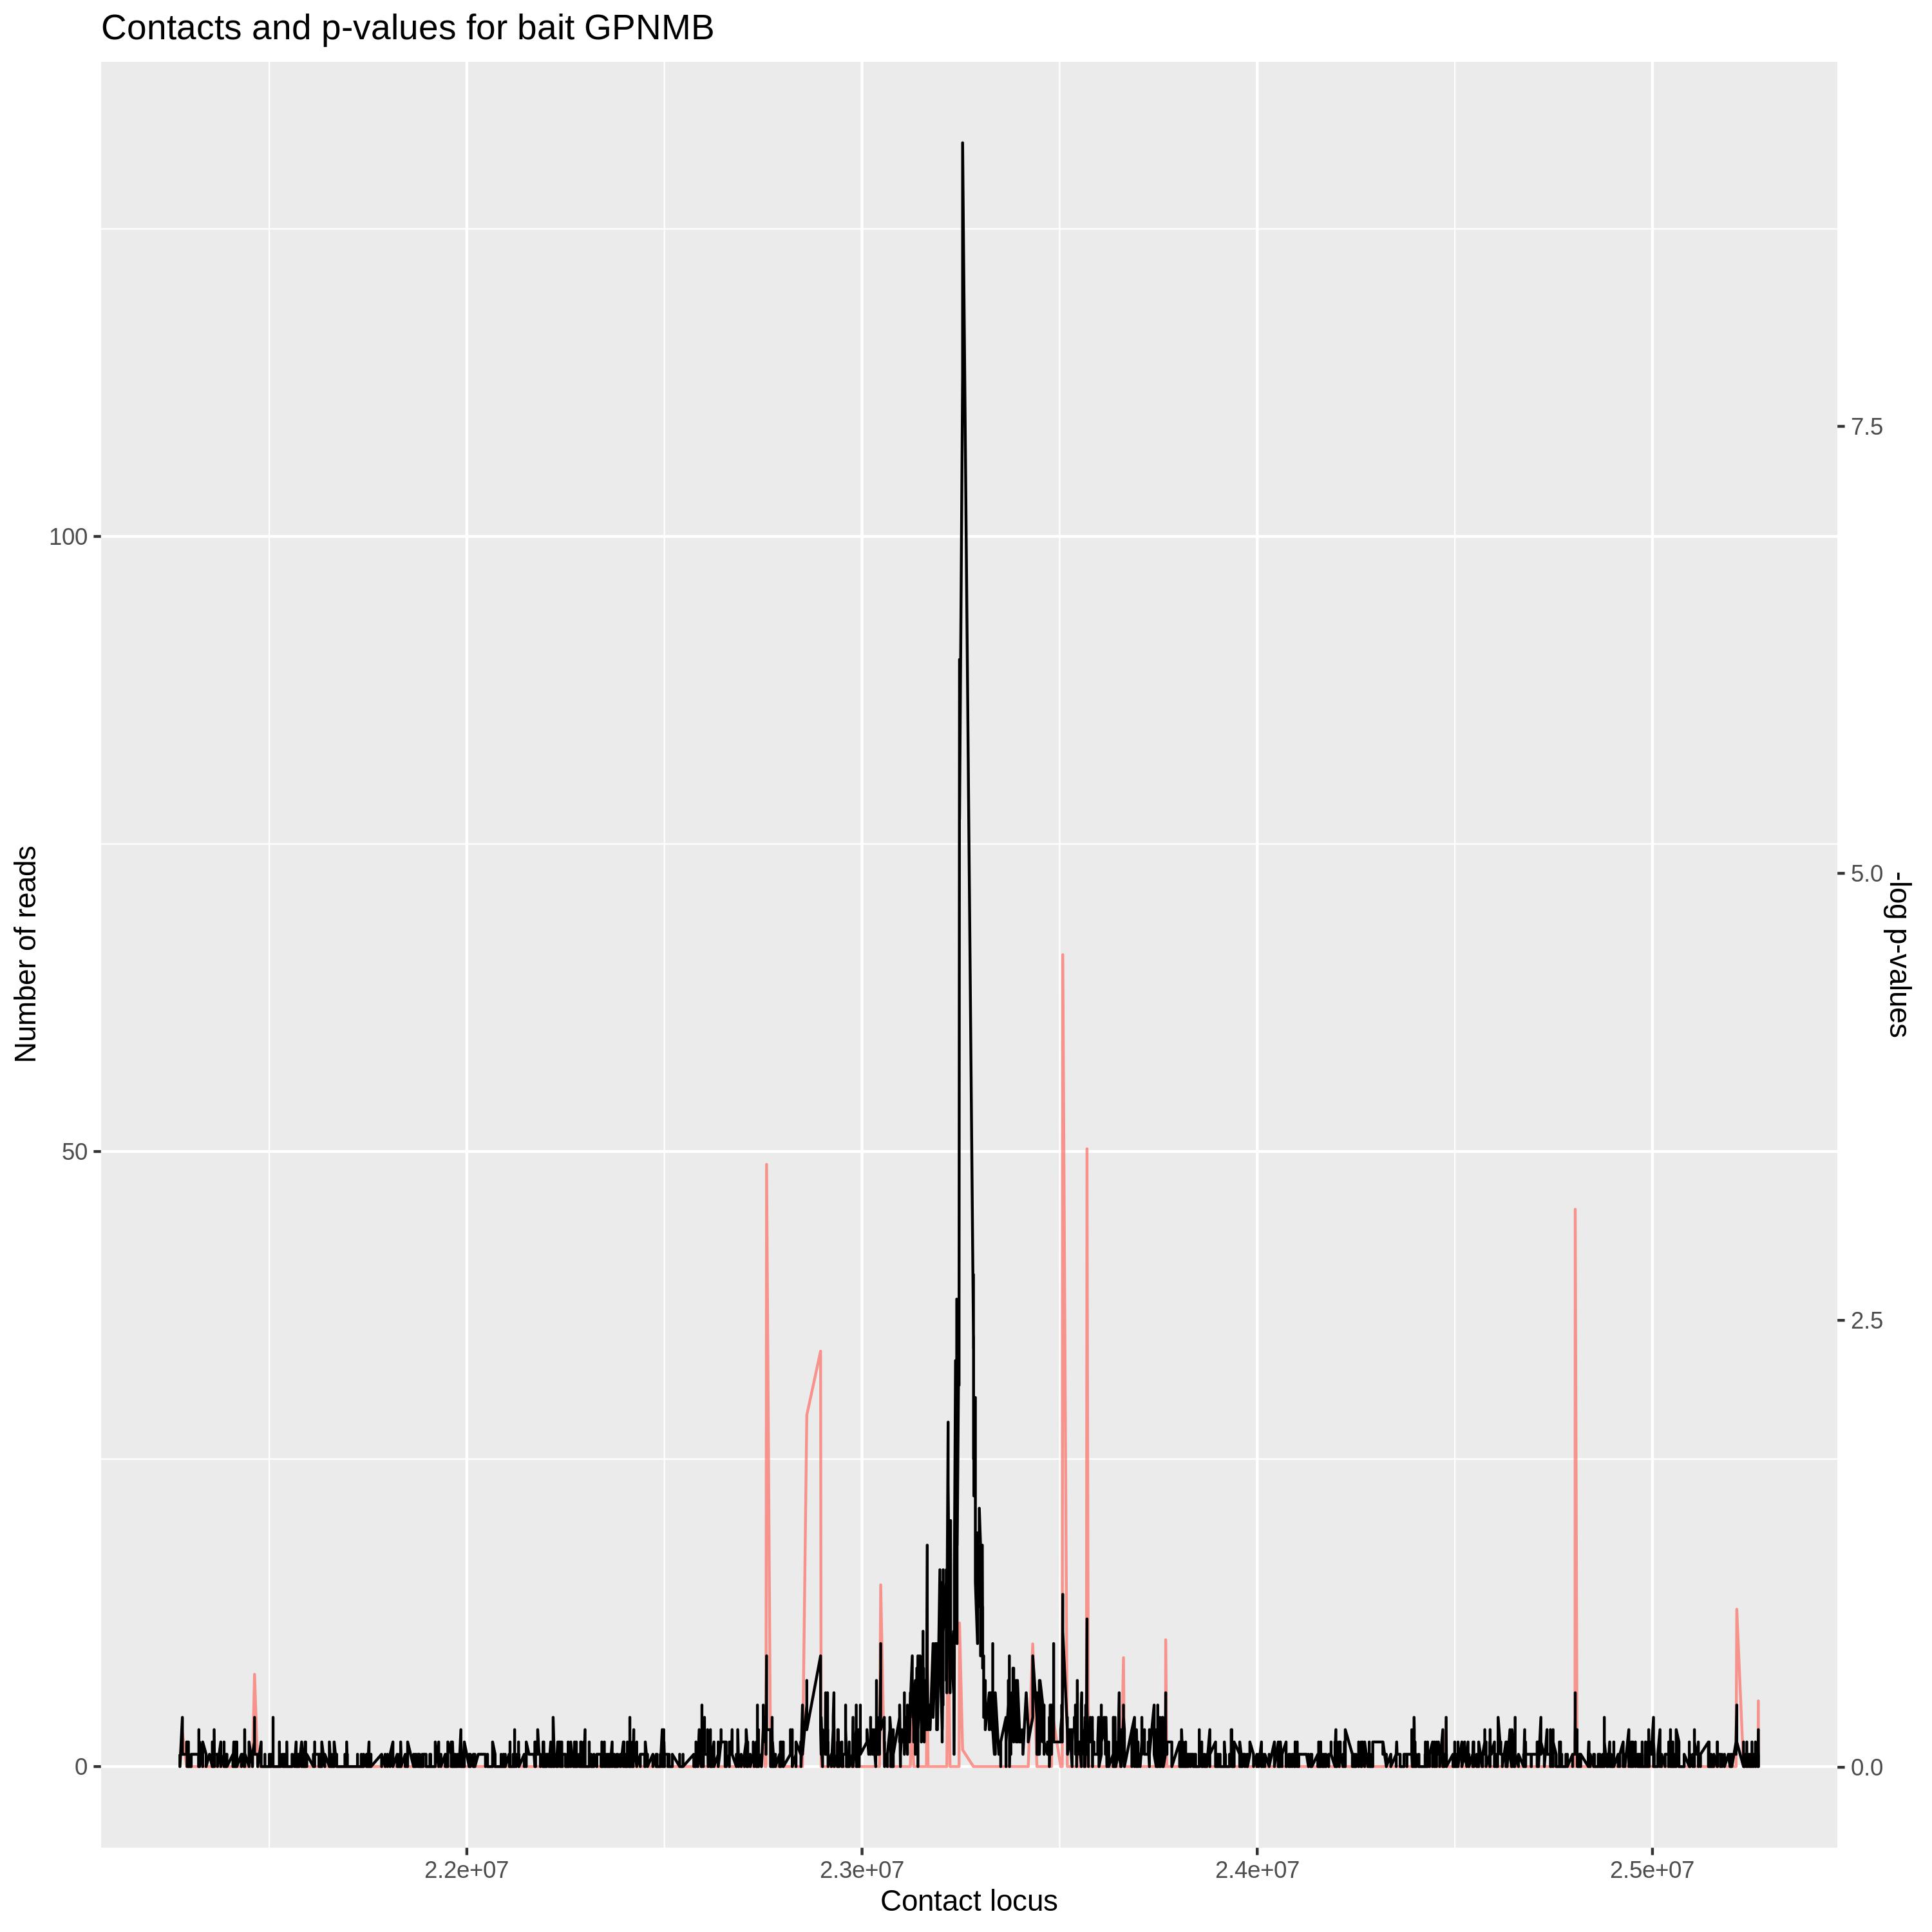 Contacts and p-values for bait GPNMB
100
50
0
Number of reads
7.5
5.0
2.5
0.0
-log p-values
2.2e+07
2.3e+07
2.4e+07
2.5e+07
Contact locus